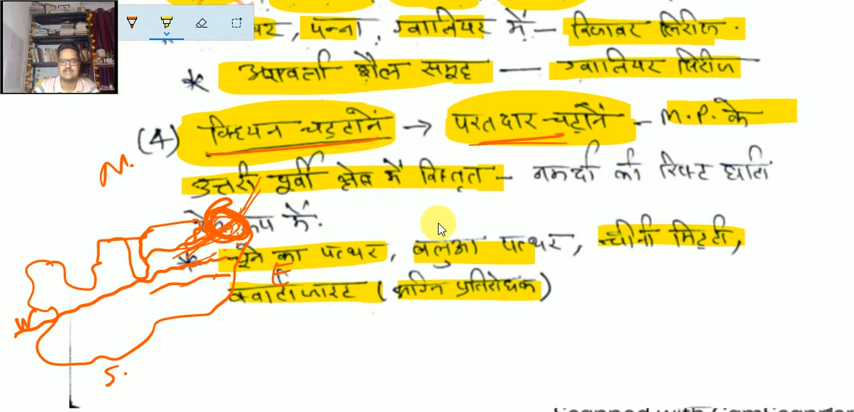 पन्ना, ग्वालियर में - बिजावर सिरीज.
* अरावली शैल समूह — ग्वालियर सिरीज
(4) विन्धयन चट्टानें → परतदार चट्टानें - M.P. के
उत्तरी पूर्वी क्षेत्र में विस्तृत - नर्मदा की रिफ्ट घाटी
के रूप में.
* चूने का पत्थर, बलुआ पत्थर, चीनी मिट्टी,
क्वार्टजाइट (अग्नि प्रतिरोधक)
N.
W
E
S.